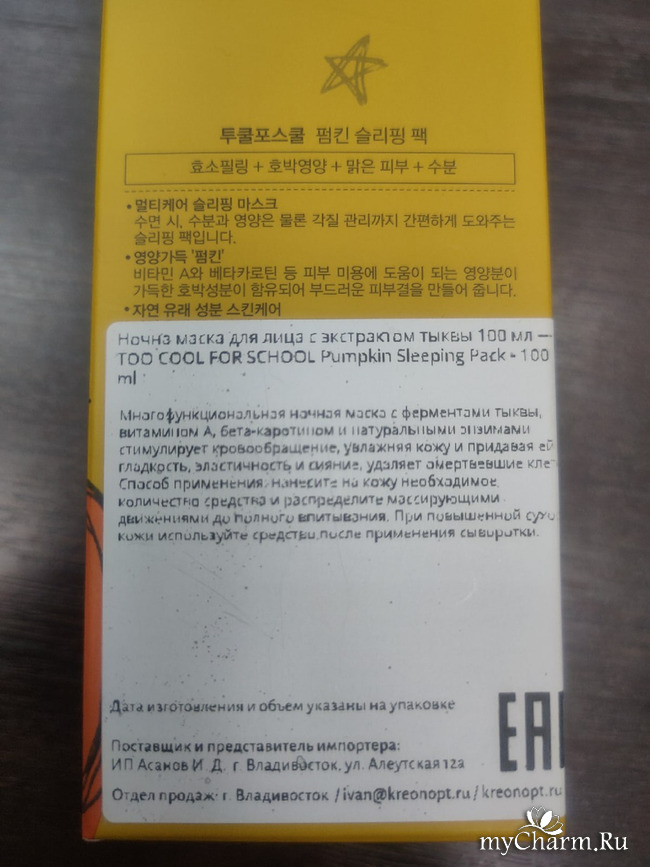 투쿨포스쿨 펌킨 슬리핑 팩
효소필링 + 호박영양 + 맑은 피부 + 수분
• 멀티케어 슬리핑 마스크
수면 시, 수분과 영양은 물론 각질 관리까지 간편하게 도와주는
슬리핑 팩입니다.
• 영양가득 '펌킨'
비타민 A와 베타카로틴 등 피부 미용에 도움이 되는 영양분이
가득한 호박성분이 함유되어 부드러운 피부결을 만들어 줍니다.
• 자연 유래 성분 스킨케어
Ночна маска для лица с экстрактом тыквы 100 мл —
TOO COOL FOR SCHOOL Pumpkin Sleeping Pack - 100
ml
Многофункциональная ночная маска с ферментами тыквы,
витамином А, бета-каротином и натуральными энзимами
стимулирует кровообращение, увлажняя кожу и придавая ей
гладкость, эластичность и сияние, удаляет омертвевшие клет
Способ применения: нанесите на кожу необходимое
количество средства и распределите массирующими
движениями до полного впитывания. При повышенной сухо
кожи используйте средство после применения сыворотки.
Дата изготовления и объем указаны на упаковке
EAC
Поставщик и представитель импортера:
ИП Асанов И. Д. г. Владивосток, ул. Алеутская 12а
Отдел продаж: г. Владивосток / ivan@kreonopt.ru / kreonopt.ru
myCharm.Ru